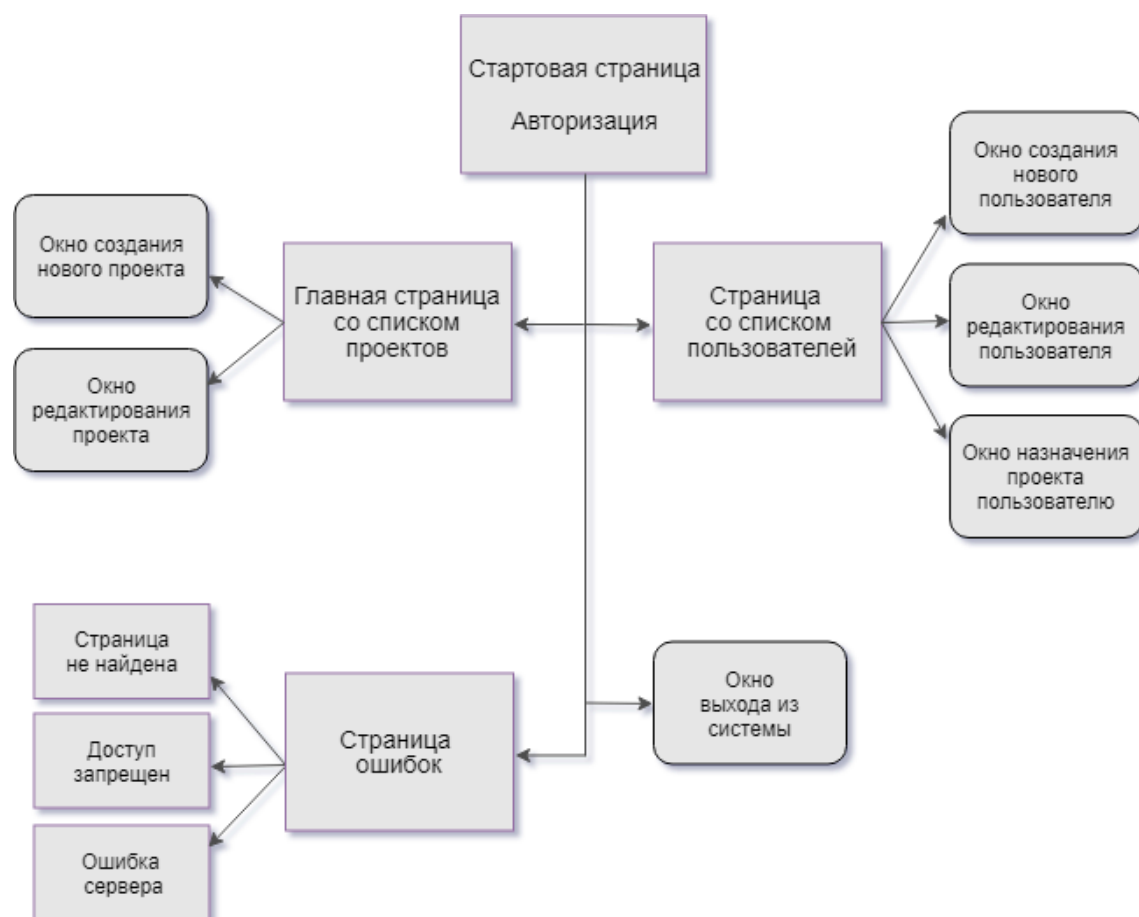 Стартовая страница
Авторизация
Окно создания
нового
пользователя
Окно создания
нового проекта
Главная страница
со списком
проектов
Страница
со списком
пользователей
Окно
редактирования
пользователя
Окно
редактирования
проекта
Окно назначения
проекта
пользователю
Страница
не найдена
Окно
выхода из
системы
Страница
ошибок
Доступ
запрещен
Ошибка
сервера